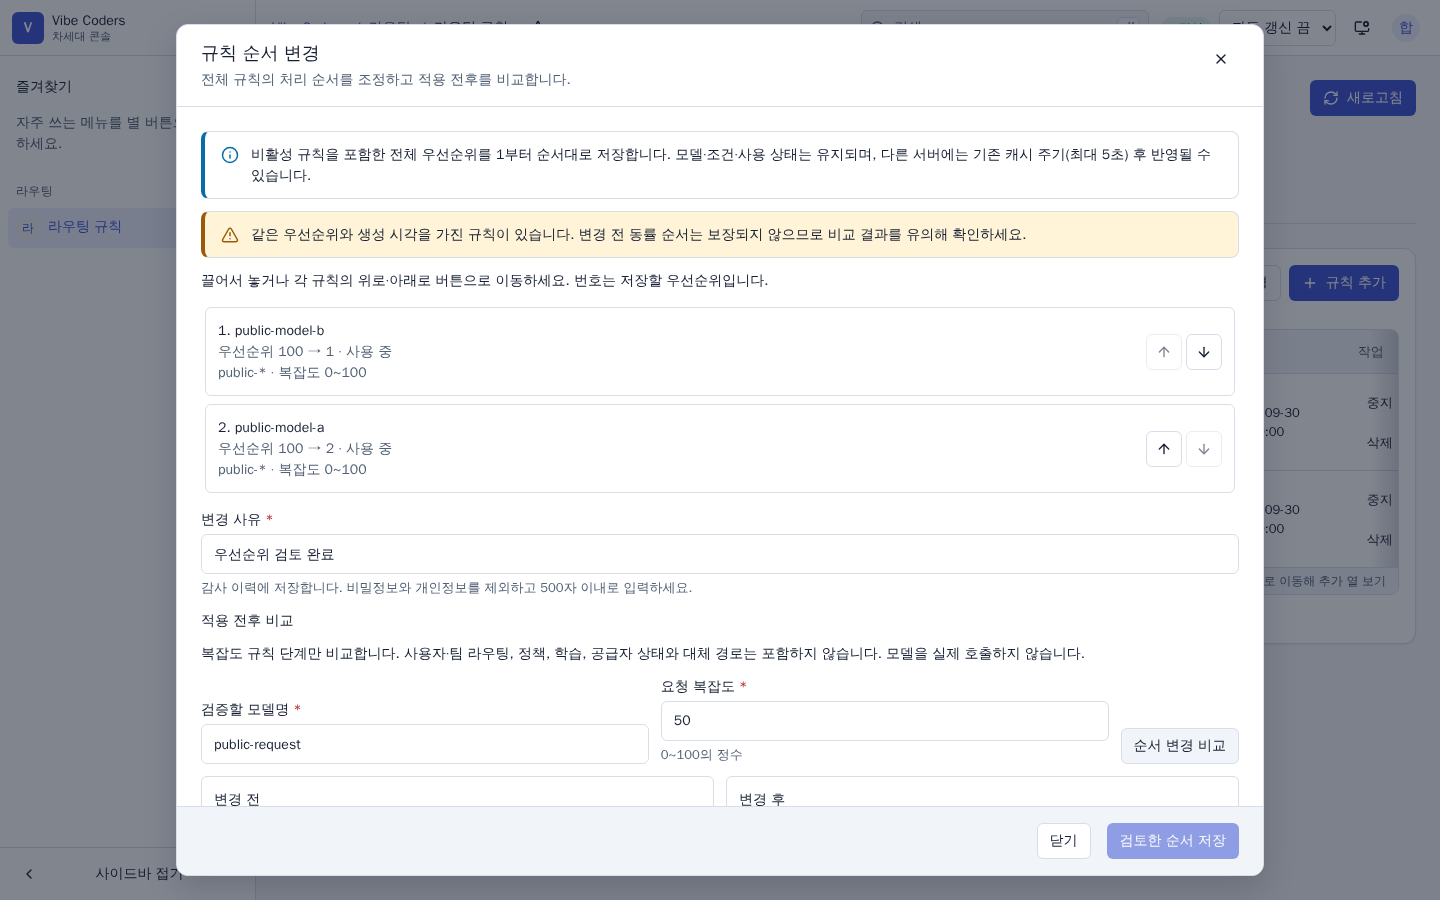 V
Vibe Coders
차세대 콘솔
즐겨찾기
자주 쓰는 메뉴를 별 버튼
하세요.
라우팅
라 라우팅 규칙
사이드바 접기
갱신 끔
합
새로고침
규칙 추가
작업
09-30
:00
중지
삭제
09-30
:00
중지
삭제
로 이동해 추가 열 보기
규칙 순서 변경
전체 규칙의 처리 순서를 조정하고 적용 전후를 비교합니다.
비활성 규칙을 포함한 전체 우선순위를 1부터 순서대로 저장합니다. 모델·조건·사용 상태는 유지되며, 다른 서버에는 기존 캐시 주기(최대 5초) 후 반영될 수
있습니다.
같은 우선순위와 생성 시각을 가진 규칙이 있습니다. 변경 전 동률 순서는 보장되지 않으므로 비교 결과를 유의해 확인하세요.
끌어서 놓거나 각 규칙의 위로·아래로 버튼으로 이동하세요. 번호는 저장할 우선순위입니다.
1. public-model-b
우선순위 100 → 1 · 사용 중
public-* · 복잡도 0~100
2. public-model-a
우선순위 100 → 2 · 사용 중
public-* · 복잡도 0~100
변경 사유 *
우선순위 검토 완료
감사 이력에 저장합니다. 비밀정보와 개인정보를 제외하고 500자 이내로 입력하세요.
적용 전후 비교
복잡도 규칙 단계만 비교합니다. 사용자·팀 라우팅, 정책, 학습, 공급자 상태와 대체 경로는 포함하지 않습니다. 모델을 실제 호출하지 않습니다.
검증할 모델명 *
public-request
요청 복잡도 *
50
0~100의 정수
순서 변경 비교
변경 전
변경 후
닫기
검토한 순서 저장